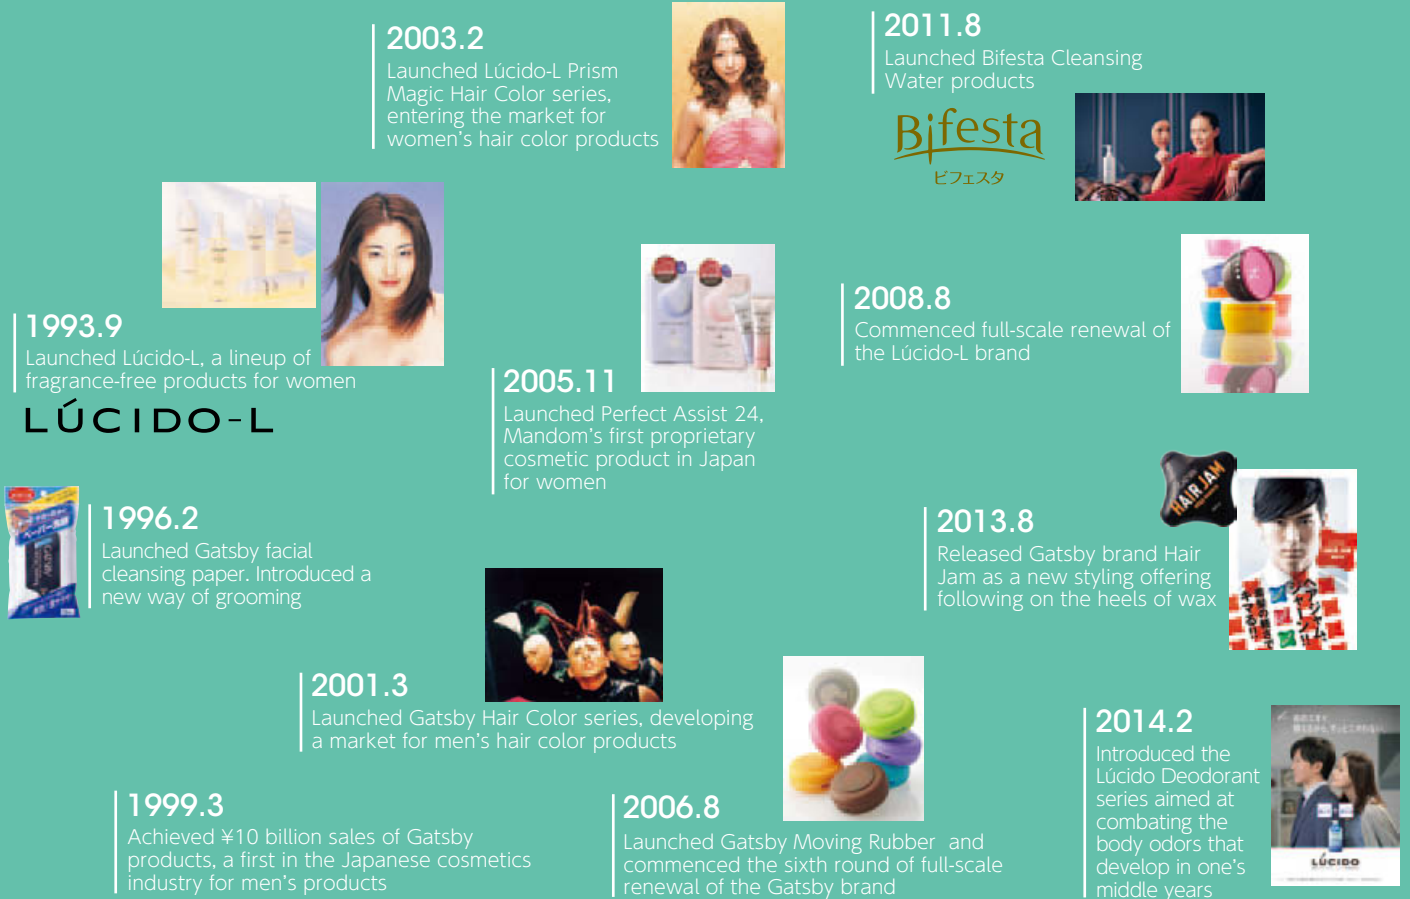 2003.2
Launched Lúcido-L Prism
Magic Hair Color series,
entering the market for
women's hair color products
2011.8
Launched Bifesta Cleansing
Water products
Bifesta
ビフェスタ
1993.9
Launched Lúcido-L, a lineup of
fragrance-free products for women
LÚCIDO-L
2005.11
Launched Perfect Assist 24,
Mandom's first proprietary
cosmetic product in Japan
for women
2008.8
Commenced full-scale renewal of
the Lúcido-L brand
1996.2
Launched Gatsby facial
cleansing paper. Introduced a
new way of grooming
2013.8
Released Gatsby brand Hair
Jam as a new styling offering
following on the heels of wax
HAIR JAM
2001.3
Launched Gatsby Hair Color series, developing
a market for men's hair color products
1999.3
Achieved ¥10 billion sales of Gatsby
products, a first in the Japanese cosmetics
industry for men's products
2006.8
Launched Gatsby Moving Rubber  and
commenced the sixth round of full-scale
renewal of the Gatsby brand
2014.2
Introduced the
Lúcido Deodorant
series aimed at
combating the
body odors that
develop in one's
middle years
LÚCIDO